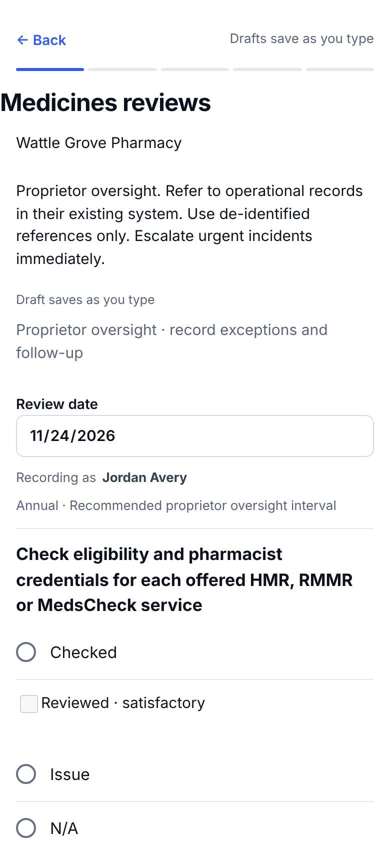 ← Back
Drafts save as you type
Medicines reviews
Wattle Grove Pharmacy
Proprietor oversight. Refer to operational records
in their existing system. Use de-identified
references only. Escalate urgent incidents
immediately.
Draft saves as you type
Proprietor oversight · record exceptions and
follow-up
Review date
11/24/2026
Recording as Jordan Avery
Annual · Recommended proprietor oversight interval
Check eligibility and pharmacist
credentials for each offered HMR, RMMR
or MedsCheck service
Checked
Reviewed · satisfactory
Issue
N/A